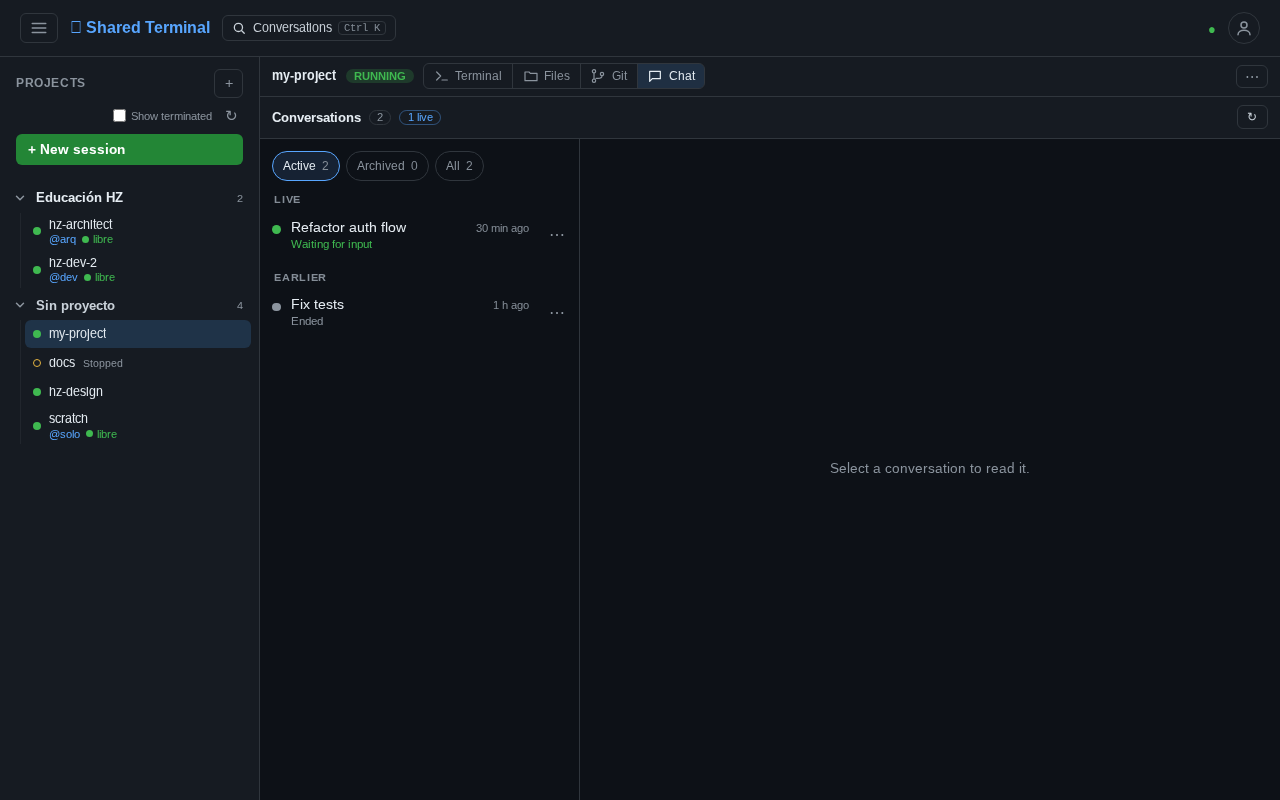 Shared Terminal
Conversations Ctrl K
PROJECTS
+
Show terminated ↻
+ New session
Educación HZ 2
hz-architect
@arq libre
hz-dev-2
@dev libre
Sin proyecto 4
my-project
docs Stopped
hz-design
scratch
@solo libre
my-project RUNNING Terminal Files Git Chat ⋯
Conversations 2 1 live ↻
Active 2 Archived 0 All 2
LIVE
Refactor auth flow 30 min ago ⋯
Waiting for input
EARLIER
Fix tests 1 h ago ⋯
Ended
Select a conversation to read it.